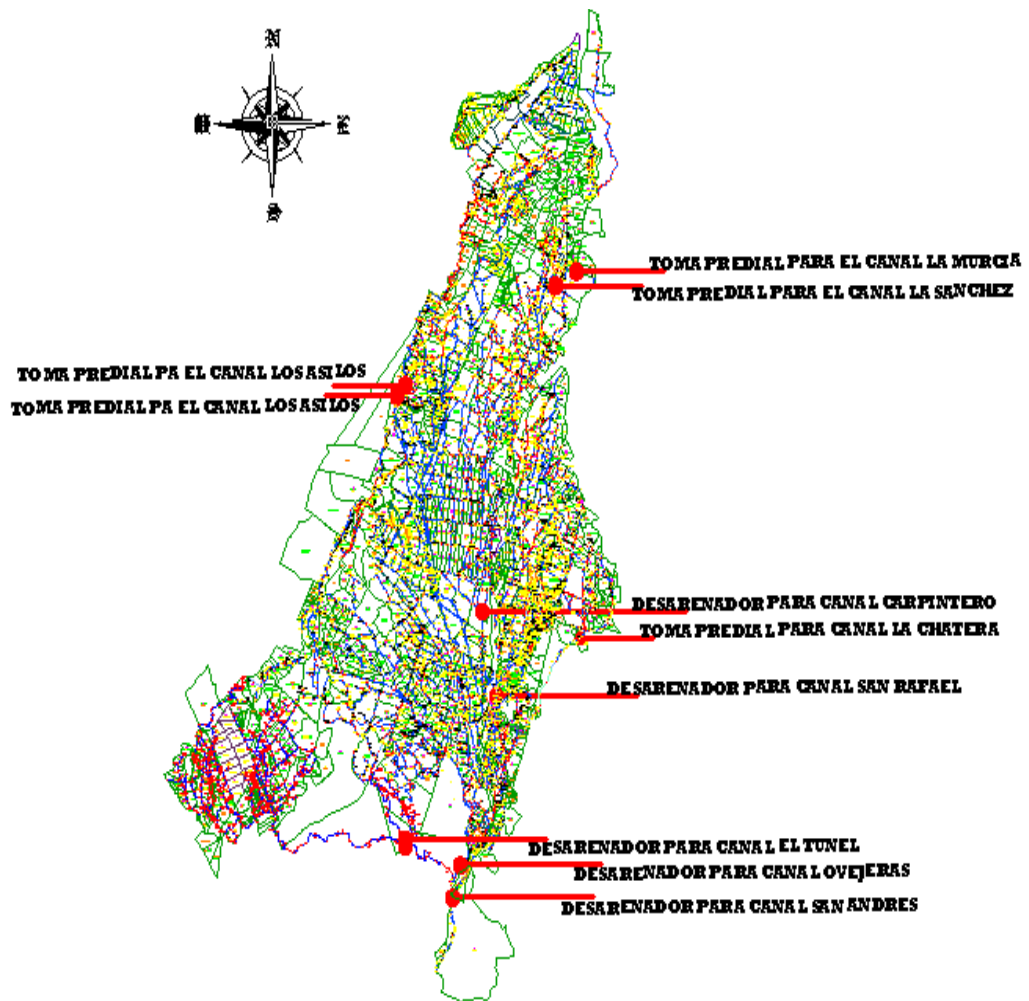 N
E
S
TOMA PREDIAL PARA EL CANAL LA MURCIA
TOMA PREDIAL PARA EL CANAL LA SANCHEZ
TOMA PREDIAL PA EL CANAL LOS ASILOS
TOMA PREDIAL PA EL CANAL LOS ASILOS
DESARENADOR PARA CANAL CARPINTERO
TOMA PREDIAL PARA CANAL LA CHATERA
DESARENADOR PARA CANAL SAN RAFAEL
DESARENADOR PARA CANAL EL TUNEL
DESARENADOR PARA CANAL OVEJERAS
DESARENADOR PARA CANAL SAN ANDRES